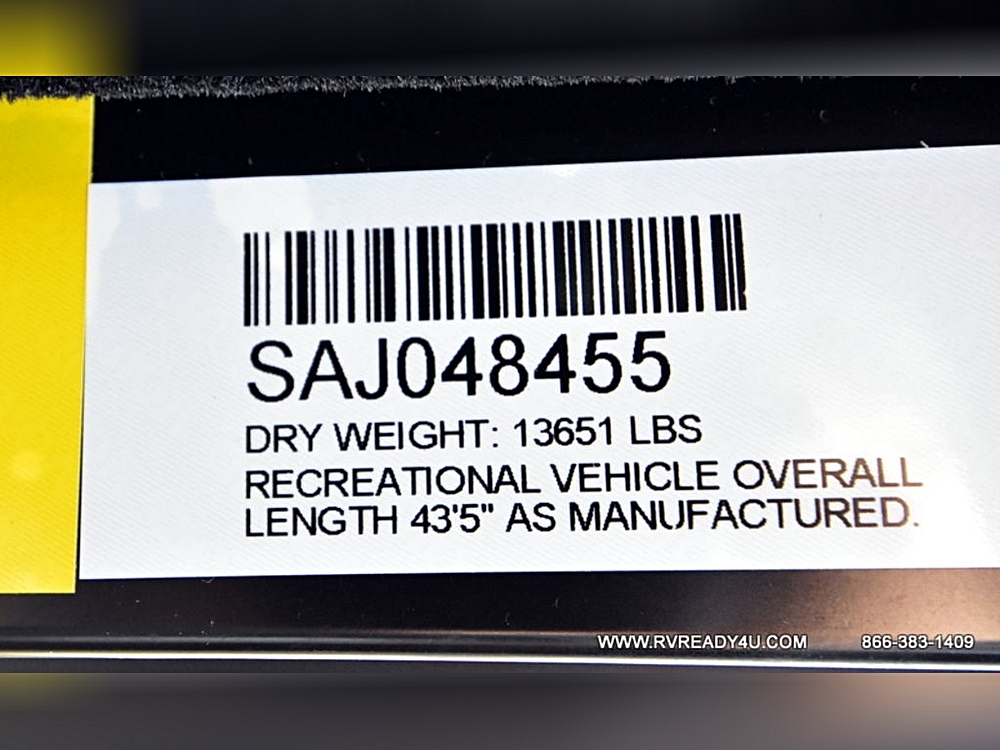 SAJ048455
DRY WEIGHT: 13651 LBS
RECREATIONAL VEHICLE OVERALL
LENGTH 43'5" AS MANUFACTURED.
WWW.RVREADY4U.COM 866-383-1409